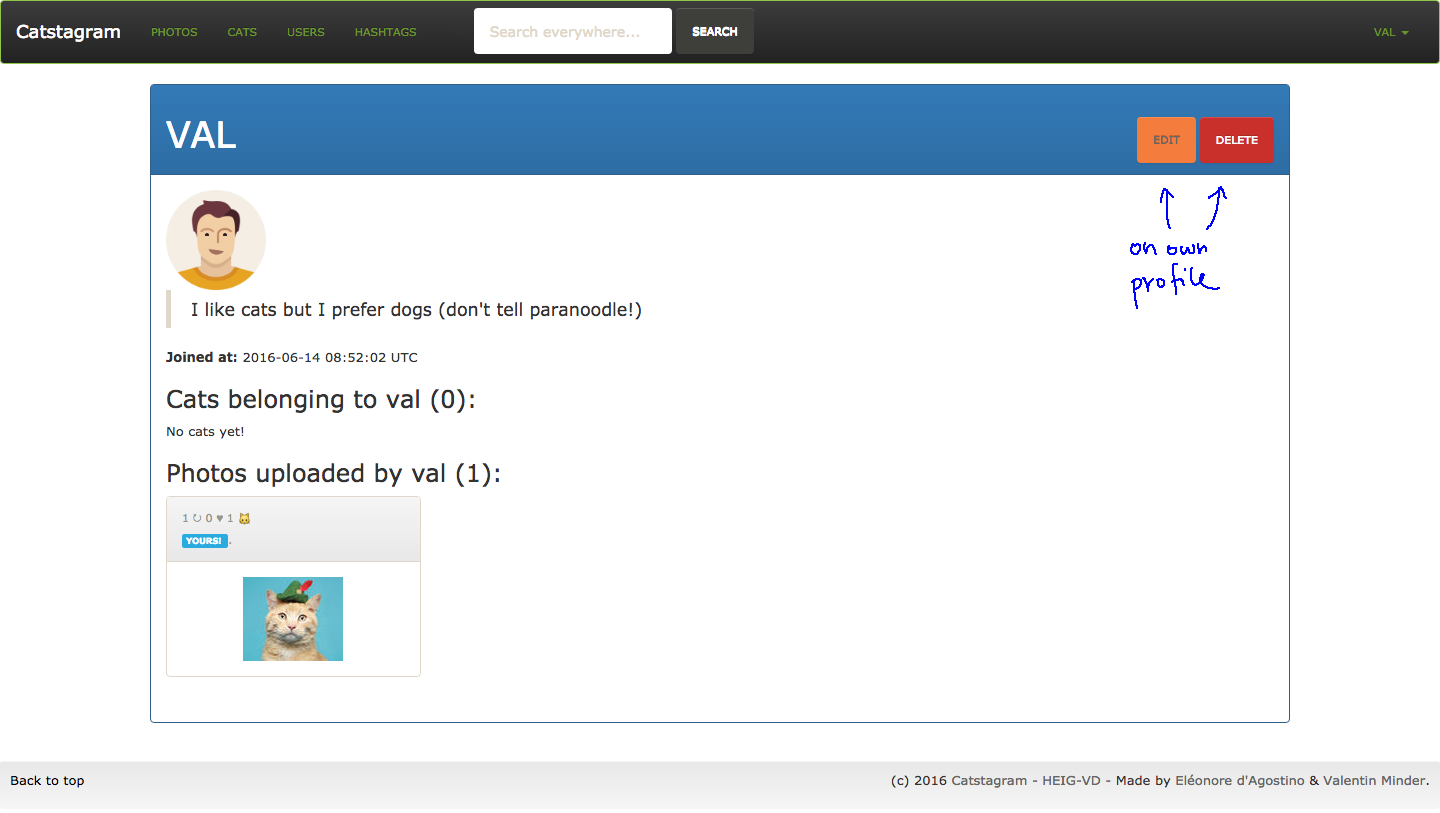 Catstagram PHOTOS CATS USERS HASHTAGS Search everywhere... SEARCH VAL
VAL EDIT DELETE
on own
profile
I like cats but I prefer dogs (don't tell paranoodle!)
Joined at: 2016-06-14 08:52:02 UTC
Cats belonging to val (0):
No cats yet!
Photos uploaded by val (1):
1 ↻ 0 ♥ 1 🐱
YOURS! .
Back to top (c) 2016 Catstagram - HEIG-VD - Made by Eléonore d'Agostino & Valentin Minder.